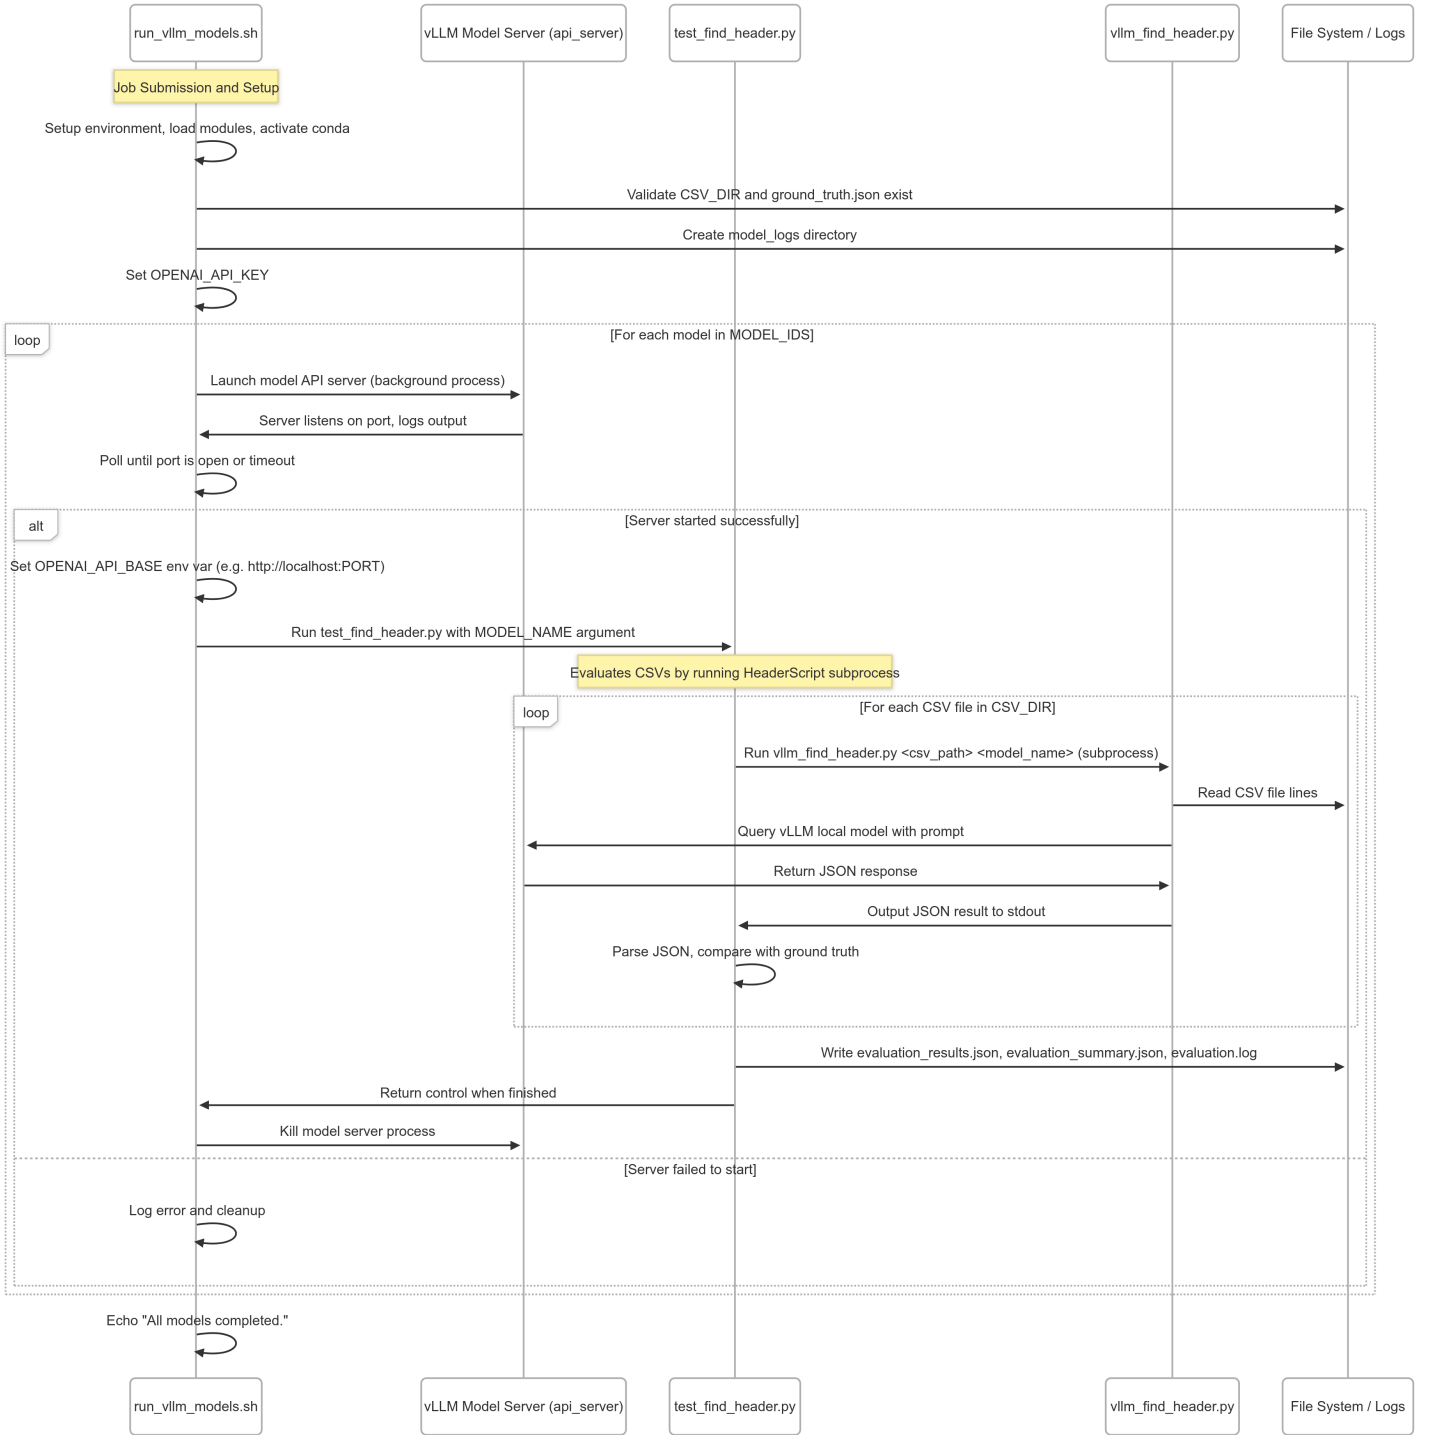 run_vllm_models.sh
vLLM Model Server (api_server)
test_find_header.py
vllm_find_header.py
File System / Logs
Job Submission and Setup
Setup environment, load modules, activate conda
Validate CSV_DIR and ground_truth.json exist
Create model_logs directory
Set OPENAI_API_KEY
loop
[For each model in MODEL_IDS]
Launch model API server (background process)
Server listens on port, logs output
Poll until port is open or timeout
alt
[Server started successfully]
Set OPENAI_API_BASE env var (e.g. http://localhost:PORT)
Run test_find_header.py with MODEL_NAME argument
Evaluates CSVs by running HeaderScript subprocess
loop
[For each CSV file in CSV_DIR]
Run vllm_find_header.py <csv_path> <model_name> (subprocess)
Read CSV file lines
Query vLLM local model with prompt
Return JSON response
Output JSON result to stdout
Parse JSON, compare with ground truth
Write evaluation_results.json, evaluation_summary.json, evaluation.log
Return control when finished
Kill model server process
[Server failed to start]
Log error and cleanup
Echo "All models completed."
run_vllm_models.sh
vLLM Model Server (api_server)
test_find_header.py
vllm_find_header.py
File System / Logs